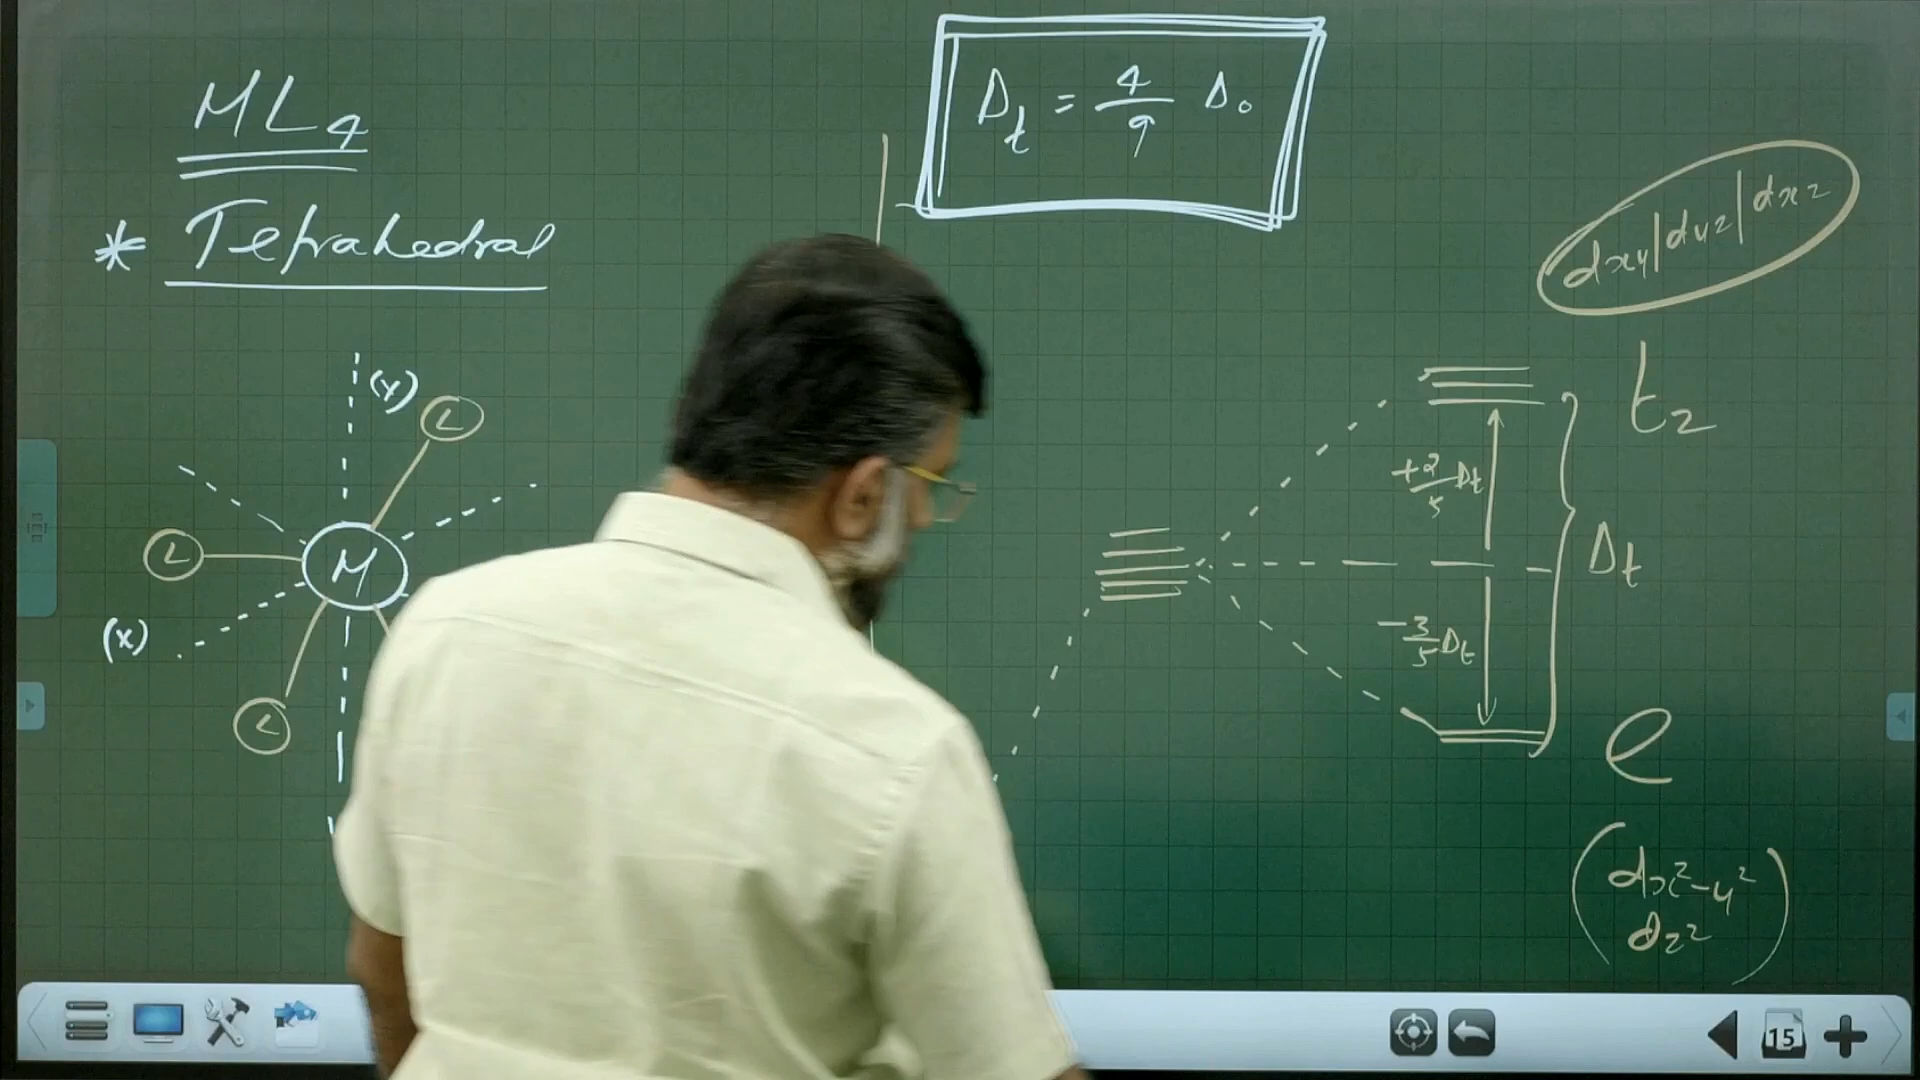 ML4
* Tetrahedral
Δt = 4/9 Δo
dxy|dyz|dxz
t2
(y)
L
+2/5 Δt
L
M
Δt
(x)
-3/5 Δt
L
e
(dx²-y²
dz²)
15